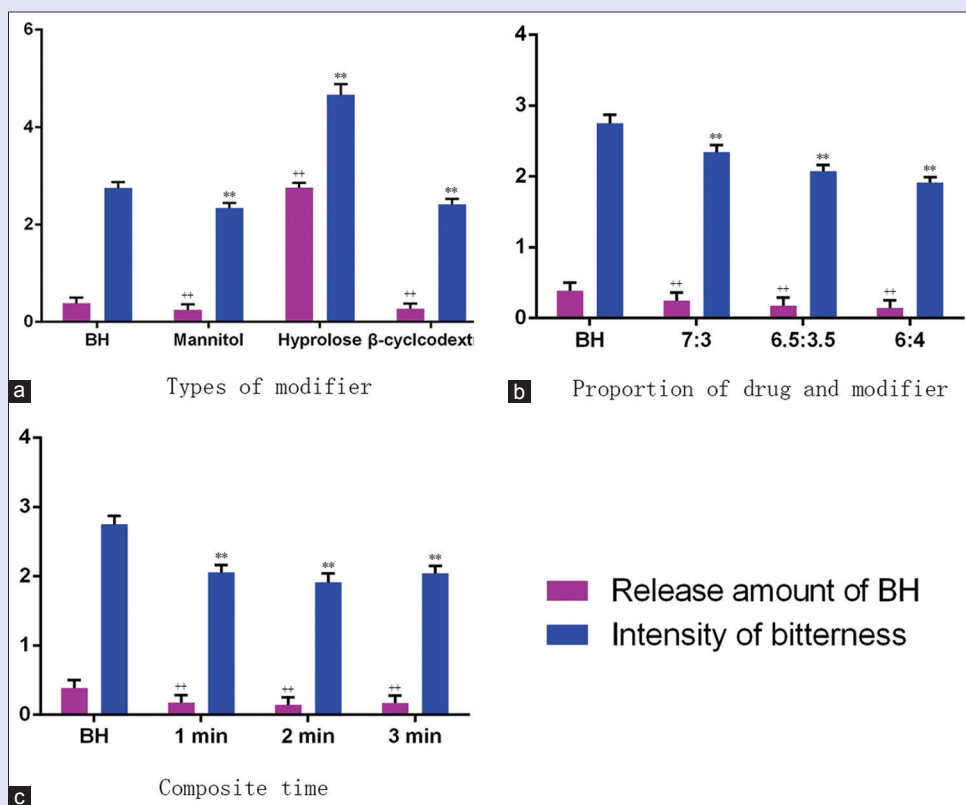 6
4
2
0
++
**
++
**
++
**
BH Mannitol Hyprolose β-cyclcodextr
a
Types of modifier
4
3
2
1
0
++
**
++
**
++
**
BH 7:3 6.5:3.5 6:4
b
Proportion of drug and modifier
4
3
2
1
0
++
**
++
**
++
**
BH 1 min 2 min 3 min
c
Composite time
Release amount of BH
Intensity of bitterness